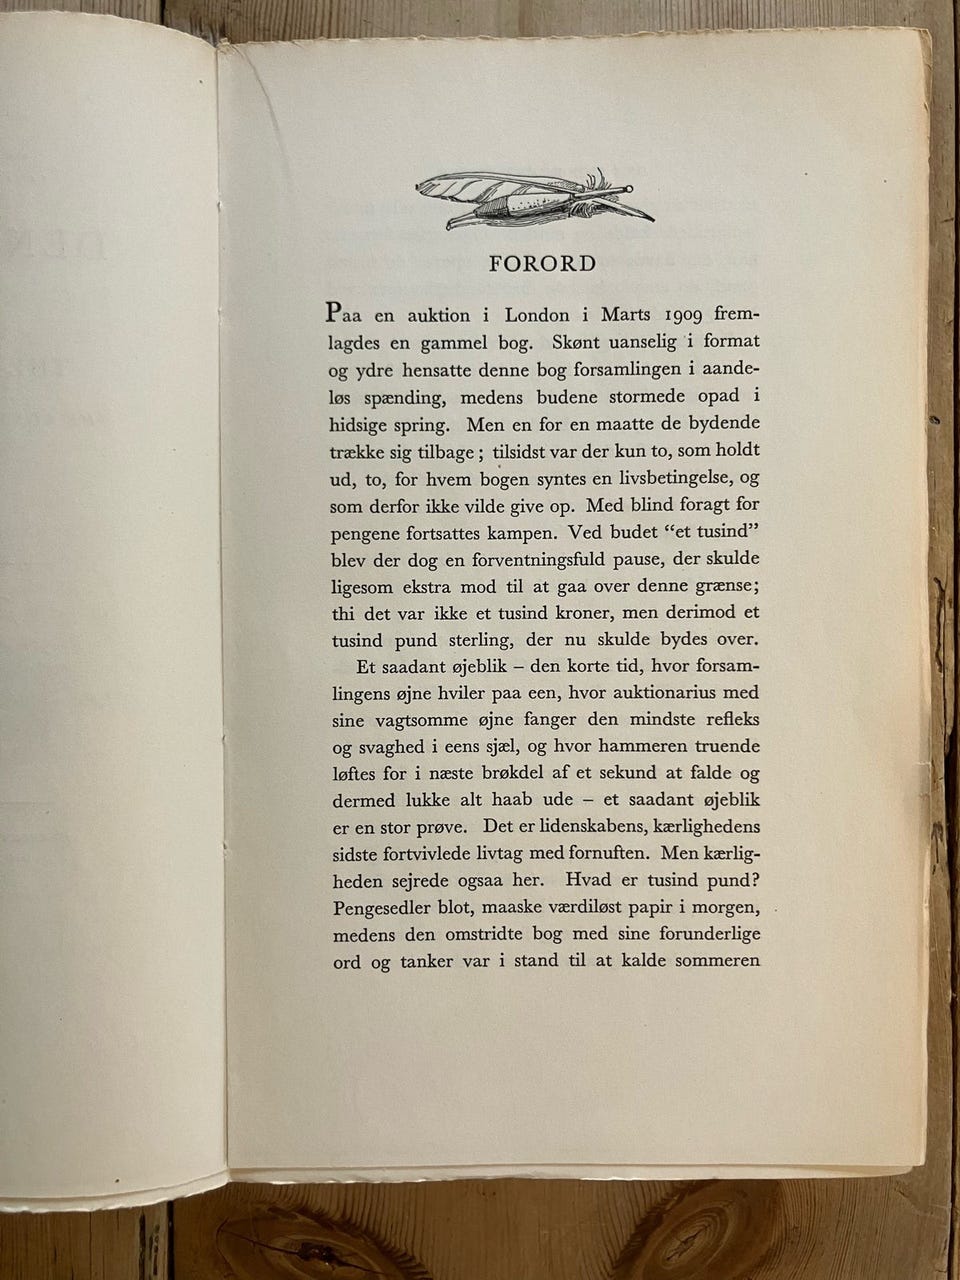 FORORD
Paa en auktion i London i Marts 1909 frem-
lagdes en gammel bog. Skønt uanselig i format
og ydre hensatte denne bog forsamlingen i aande-
løs spænding, medens budene stormede opad i
hidsige spring. Men en for en maatte de bydende
trække sig tilbage ; tilsidst var der kun to, som holdt
ud, to, for hvem bogen syntes en livsbetingelse, og
som derfor ikke vilde give op. Med blind foragt for
pengene fortsattes kampen. Ved budet “et tusind”
blev der dog en forventningsfuld pause, der skulde
ligesom ekstra mod til at gaa over denne grænse;
thi det var ikke et tusind kroner, men derimod et
tusind pund sterling, der nu skulde bydes over.
Et saadant øjeblik – den korte tid, hvor forsam-
lingens øjne hviler paa een, hvor auktionarius med
sine vagtsomme øjne fanger den mindste refleks
og svaghed i eens sjæl, og hvor hammeren truende
løftes for i næste brøkdel af et sekund at falde og
dermed lukke alt haab ude – et saadant øjeblik
er en stor prøve. Det er lidenskabens, kærlighedens
sidste fortvivlede livtag med fornuften. Men kærlig-
heden sejrede ogsaa her. Hvad er tusind pund?
Pengesedler blot, maaske værdiløst papir i morgen,
medens den omstridte bog med sine forunderlige
ord og tanker var i stand til at kalde sommeren